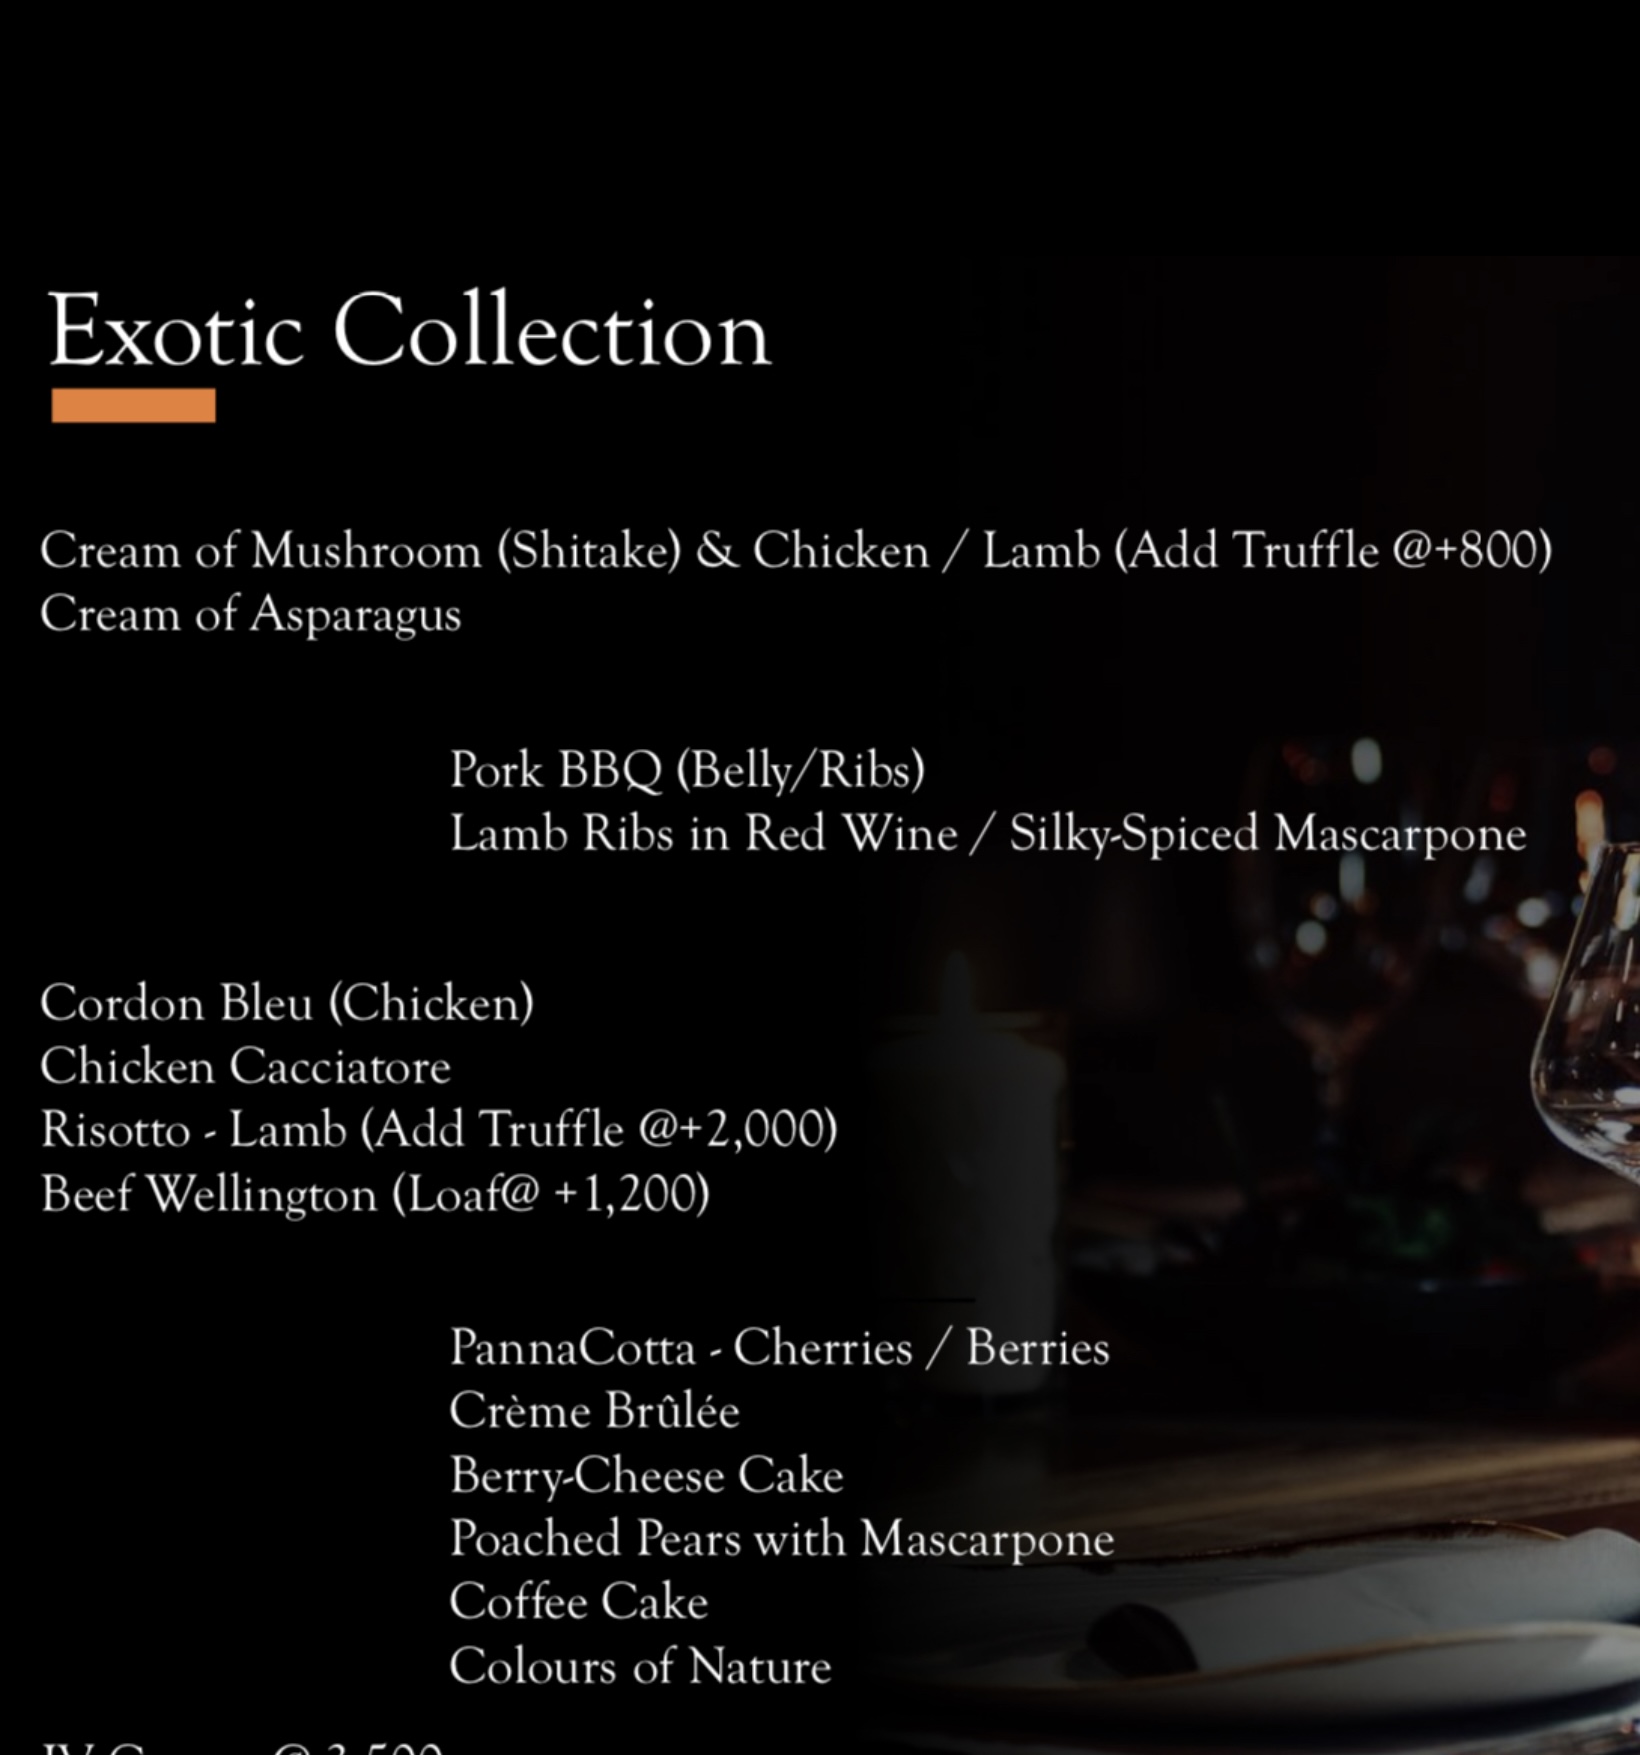 Exotic Collection
Cream of Mushroom (Shitake) & Chicken / Lamb (Add Truffle @+800)
Cream of Asparagus
Pork BBQ (Belly/Ribs)
Lamb Ribs in Red Wine / Silky-Spiced Mascarpone
Cordon Bleu (Chicken)
Chicken Cacciatore
Risotto - Lamb (Add Truffle @+2,000)
Beef Wellington (Loaf@ +1,200)
PannaCotta - Cherries / Berries
Crème Brûlée
Berry-Cheese Cake
Poached Pears with Mascarpone
Coffee Cake
Colours of Nature